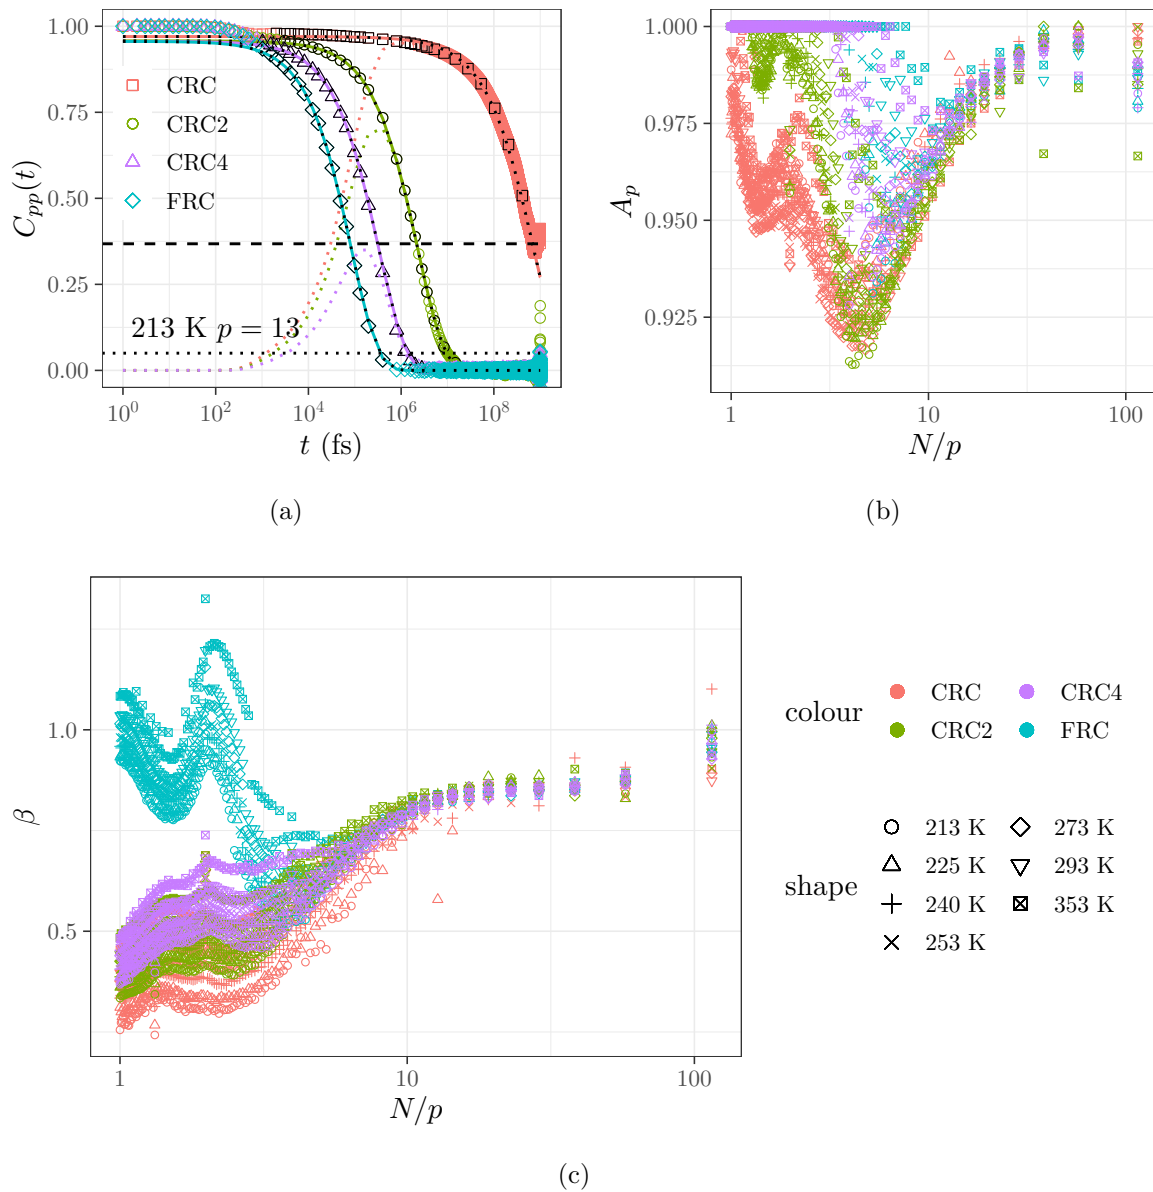 1.00
0.75
0.50
0.25
0.00
C_{pp}(t)
CRC
CRC2
CRC4
FRC
213 K p = 13
10^0 10^2 10^4 10^6 10^8
t (fs)
(a)
1.000
0.975
0.950
0.925
A_p
1 10 100
N/p
(b)
1.0
0.5
β
1 10 100
N/p
(c)
colour
CRC CRC4
CRC2 FRC
shape
213 K 273 K
225 K 293 K
240 K 353 K
253 K